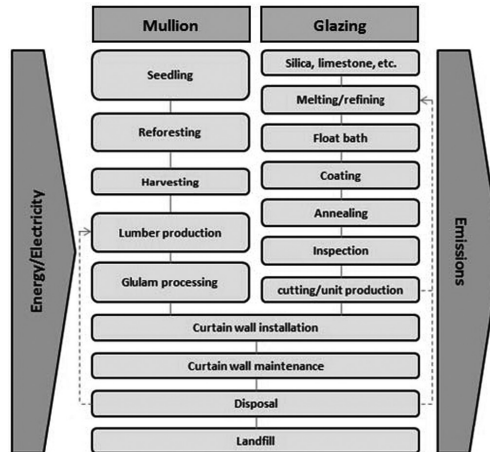 Mullion
Glazing
Energy/Electricity
Seedling
Reforesting
Harvesting
Lumber production
Glulam processing
Silica, limestone, etc.
Melting/refining
Float bath
Coating
Annealing
Inspection
cutting/unit production
Curtain wall installation
Curtain wall maintenance
Disposal
Landfill
Emissions